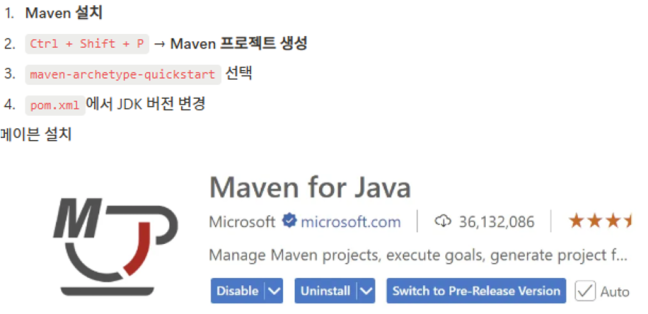 1. Maven 설치
2. Ctrl + Shift + P → Maven 프로젝트 생성
3. maven-archetype-quickstart 선택
4. pom.xml 에서 JDK 버전 변경
메이븐 설치
Maven for Java
Microsoft microsoft.com 36,132,086
Manage Maven projects, execute goals, generate project f...
Disable Uninstall Switch to Pre-Release Version Auto